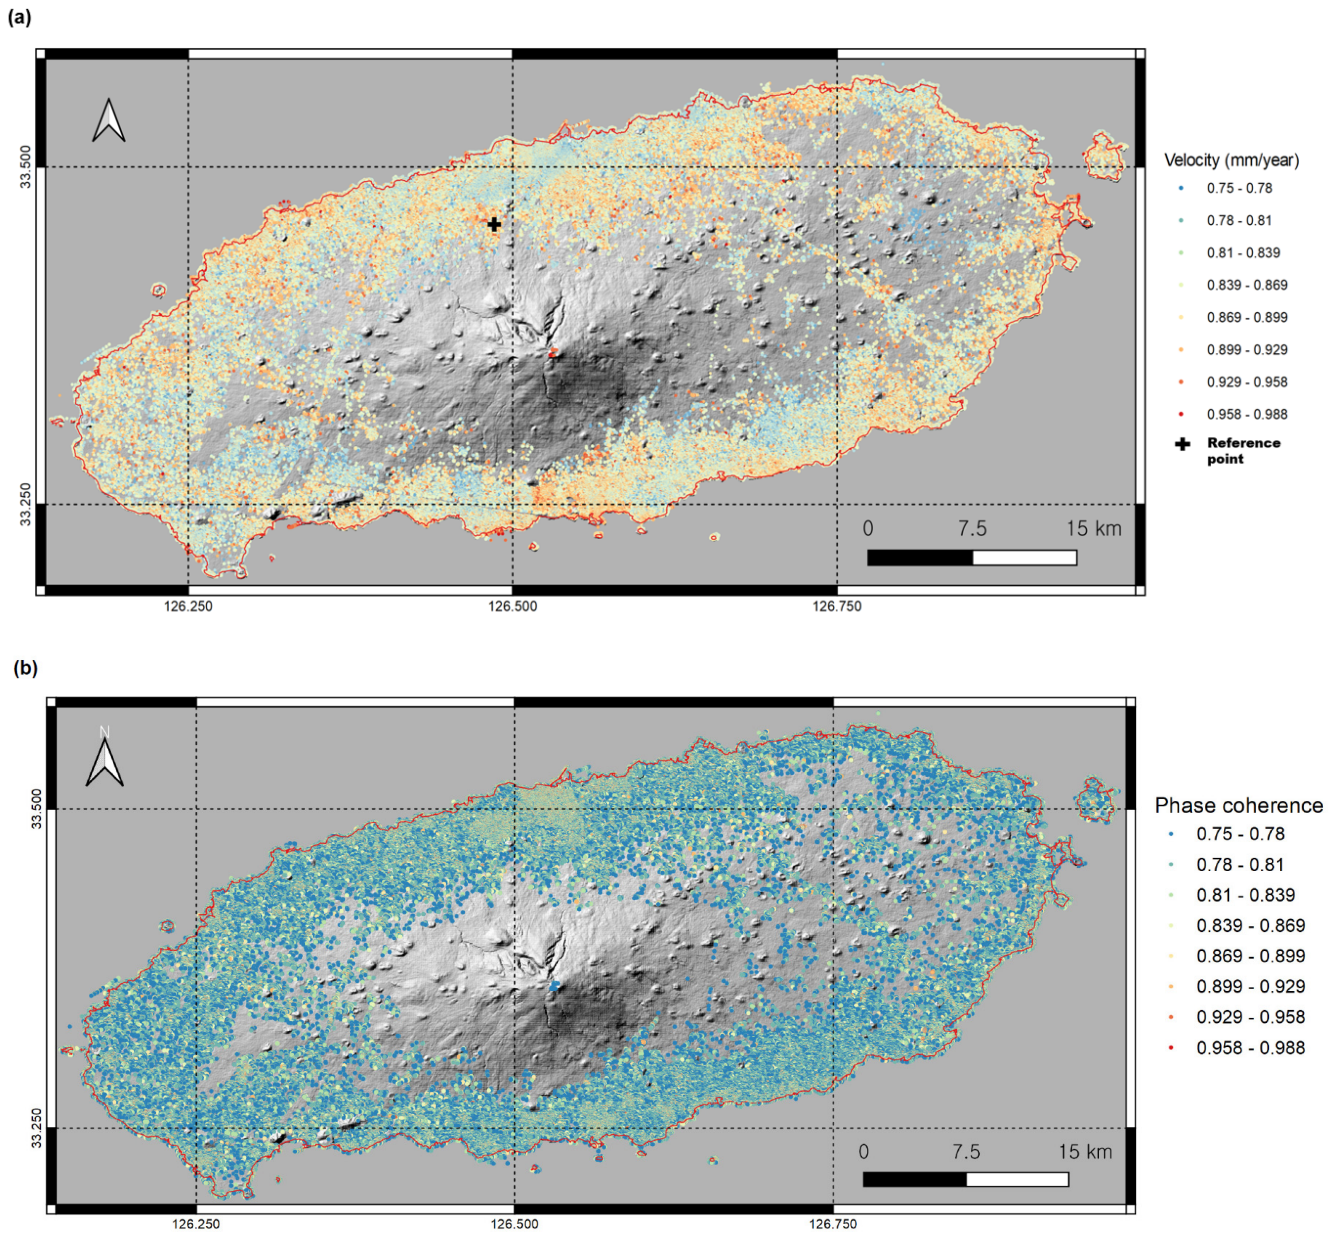 (a)
33.500
33.250
126.250
126.500
126.750
0 7.5 15 km
Velocity (mm/year)
0.75 - 0.78
0.78 - 0.81
0.81 - 0.839
0.839 - 0.869
0.869 - 0.899
0.899 - 0.929
0.929 - 0.958
0.958 - 0.988
Reference
point
(b)
N
33.500
33.250
126.250
126.500
126.750
0 7.5 15 km
Phase coherence
0.75 - 0.78
0.78 - 0.81
0.81 - 0.839
0.839 - 0.869
0.869 - 0.899
0.899 - 0.929
0.929 - 0.958
0.958 - 0.988